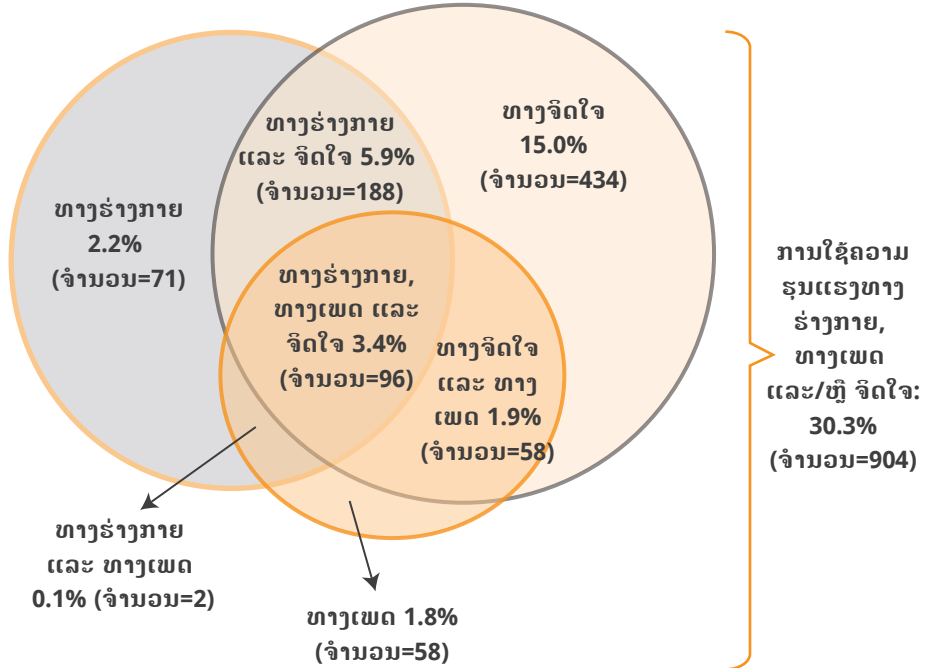 ທາງຈິດໃຈ
15.0%
(ຈຳນວນ=434)
ທາງຮ່າງກາຍ
ແລະ ຈິດໃຈ 5.9%
(ຈຳນວນ=188)
ທາງຮ່າງກາຍ
2.2%
(ຈຳນວນ=71)
ທາງຮ່າງກາຍ,
ທາງເພດ ແລະ
ຈິດໃຈ 3.4%
(ຈຳນວນ=96)
ທາງຈິດໃຈ
ແລະ ທາງ
ເພດ 1.9%
(ຈຳນວນ=58)
ການໃຊ້ຄວາມ
ຮຸນແຮງທາງ
ຮ່າງກາຍ,
ທາງເພດ
ແລະ/ຫຼື ຈິດໃຈ:
30.3%
(ຈຳນວນ=904)
ທາງຮ່າງກາຍ
ແລະ ທາງເພດ
0.1% (ຈຳນວນ=2)
ທາງເພດ 1.8%
(ຈຳນວນ=58)